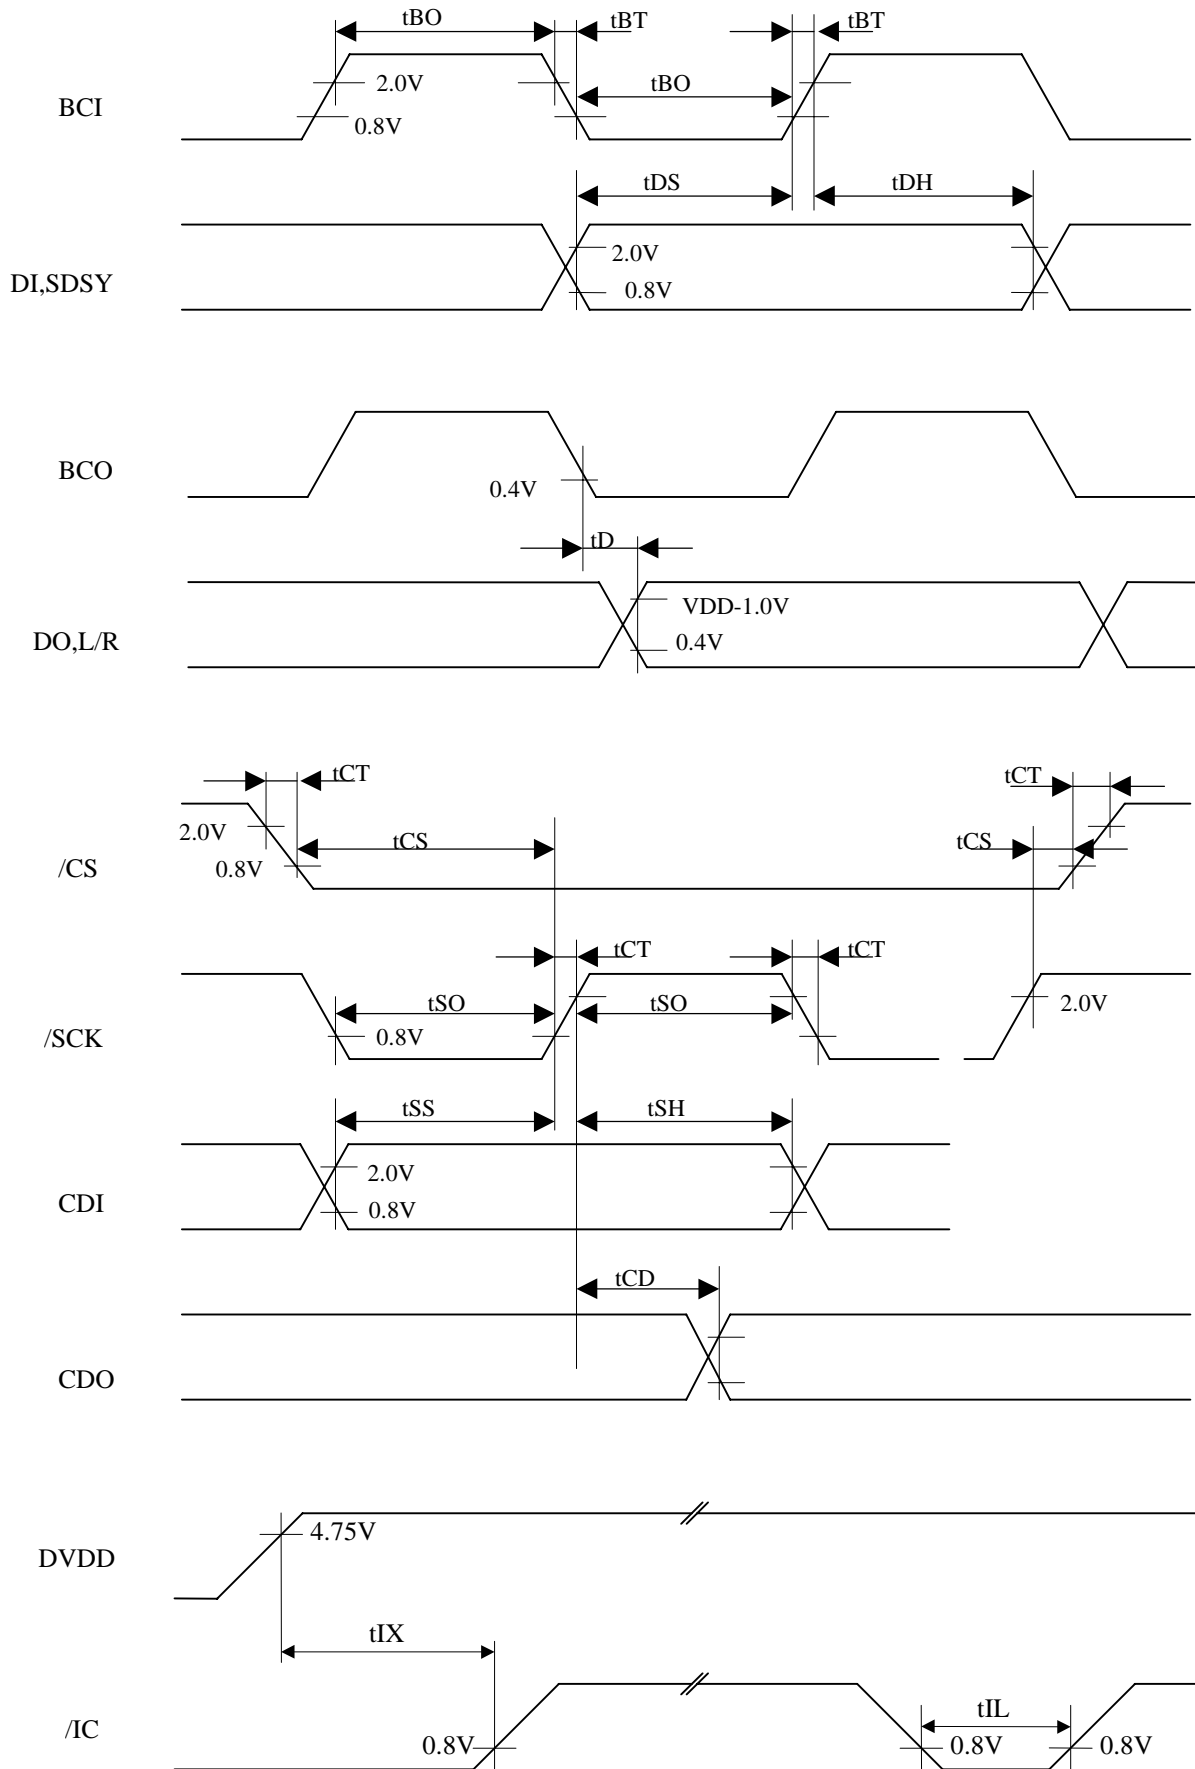 tBO
tBT
tBT
2.0V
tBO
BCI
0.8V
tDS
tDH
2.0V
DI,SDSY
0.8V
BCO
0.4V
tD
VDD-1.0V
DO,L/R
0.4V
tCT
tCT
2.0V
tCS
tCS
/CS
0.8V
tCT
tCT
tSO
tSO
2.0V
/SCK
0.8V
tSS
tSH
2.0V
CDI
0.8V
tCD
CDO
4.75V
DVDD
tIX
tIL
/IC
0.8V
0.8V
0.8V